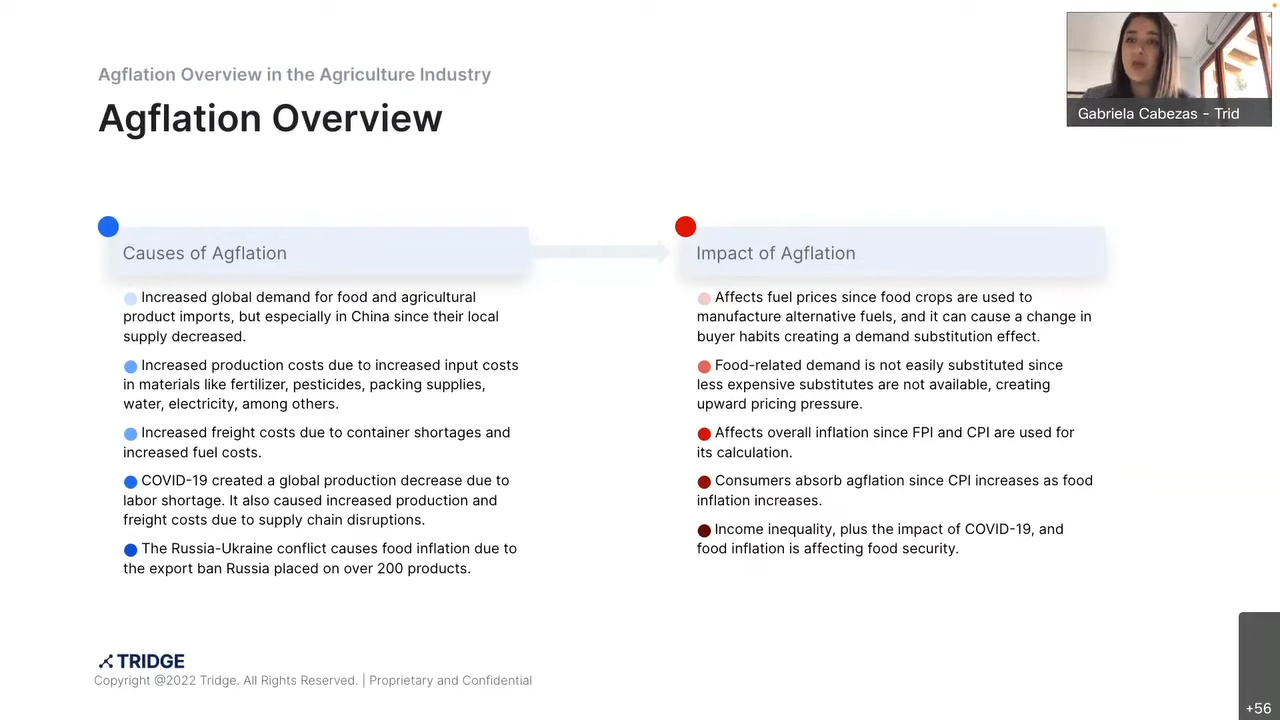 Agflation Overview in the Agriculture Industry
Agflation Overview
Gabriela Cabezas - Trid
Causes of Agflation
Increased global demand for food and agricultural
product imports, but especially in China since their local
supply decreased.
Increased production costs due to increased input costs
in materials like fertilizer, pesticides, packing supplies,
water, electricity, among others.
Increased freight costs due to container shortages and
increased fuel costs.
COVID-19 created a global production decrease due to
labor shortage. It also caused increased production and
freight costs due to supply chain disruptions.
The Russia-Ukraine conflict causes food inflation due to
the export ban Russia placed on over 200 products.
Impact of Agflation
Affects fuel prices since food crops are used to
manufacture alternative fuels, and it can cause a change in
buyer habits creating a demand substitution effect.
Food-related demand is not easily substituted since
less expensive substitutes are not available, creating
upward pricing pressure.
Affects overall inflation since FPI and CPI are used for
its calculation.
Consumers absorb agflation since CPI increases as food
inflation increases.
Income inequality, plus the impact of COVID-19, and
food inflation is affecting food security.
TRIDGE
Copyright @2022 Tridge. All Rights Reserved. | Proprietary and Confidential
+56